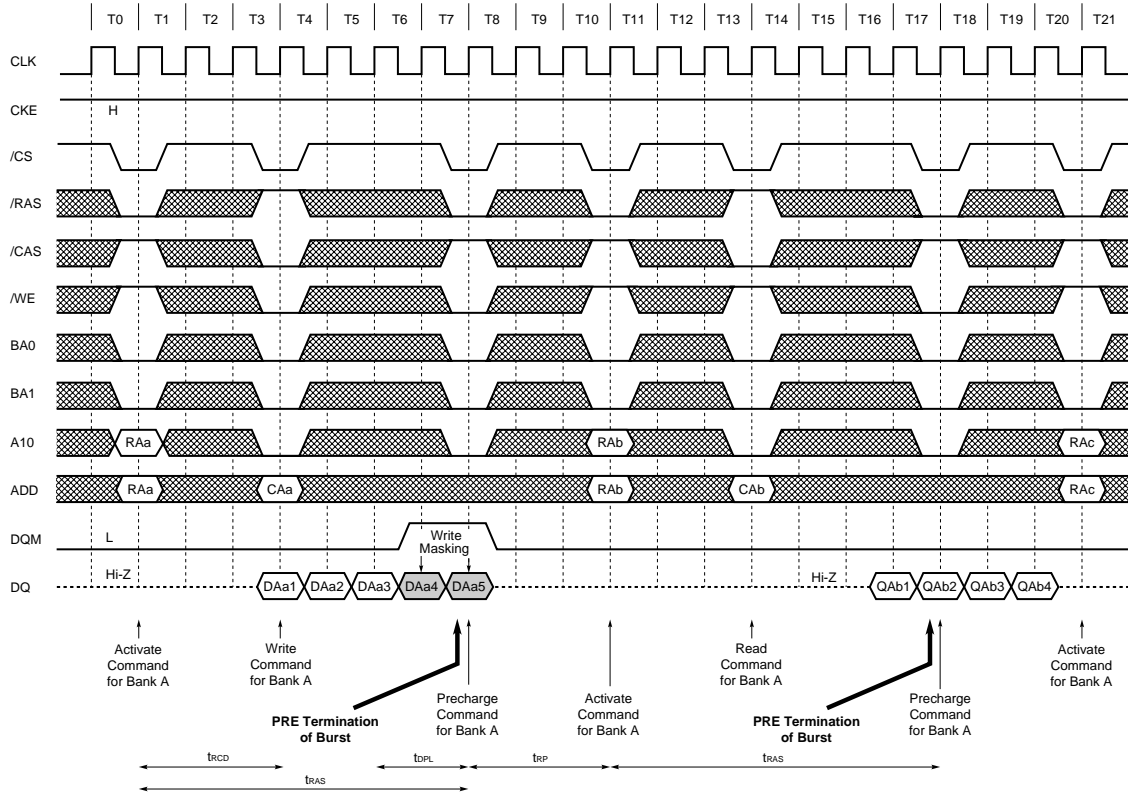 T0 T1 T2 T3 T4 T5 T6 T7 T8 T9 T10 T11 T12 T13 T14 T15 T16 T17 T18 T19 T20 T21
CLK
CKE H
/CS
/RAS
/CAS
/WE
BA0
BA1
A10 RAa RAb RAc
ADD RAa CAa RAb CAb RAc
DQM L Write
Masking
DQ Hi-Z DAa1 DAa2 DAa3 DAa4 DAa5 Hi-Z QAb1 QAb2 QAb3 QAb4
Activate
Command
for Bank A
Write
Command
for Bank A
PRE Termination
of Burst
Precharge
Command
for Bank A
Activate
Command
for Bank A
Read
Command
for Bank A
PRE Termination
of Burst
Precharge
Command
for Bank A
Activate
Command
for Bank A
tRCD tDPL tRP tRAS
tRAS